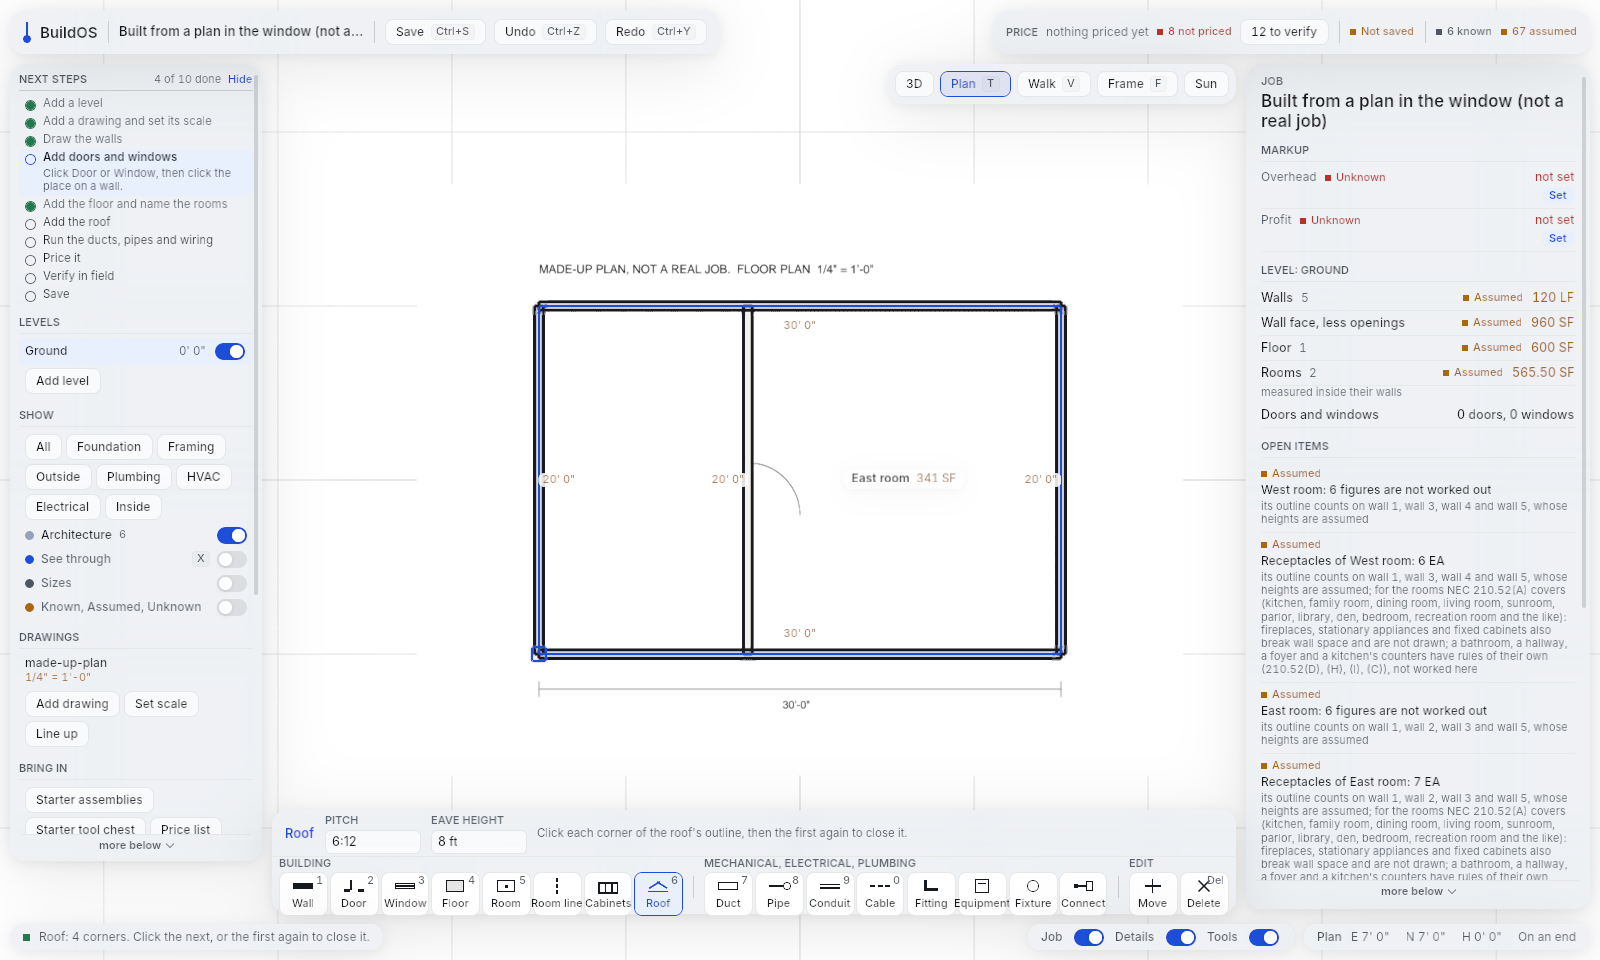 BuildOS
Built from a plan in the window (not a...
Save Ctrl+S
Undo Ctrl+Z
Redo Ctrl+Y
PRICE nothing priced yet 8 not priced 12 to verify Not saved 6 known 67 assumed
3D
Plan T
Walk V
Frame F
Sun
NEXT STEPS 4 of 10 done Hide
Add a level
Add a drawing and set its scale
Draw the walls
Add doors and windows
Click Door or Window, then click the
place on a wall.
Add the floor and name the rooms
Add the roof
Run the ducts, pipes and wiring
Price it
Verify in field
Save
LEVELS
Ground 0' 0"
Add level
SHOW
All Foundation Framing
Outside Plumbing HVAC
Electrical Inside
Architecture 6
See through X
Sizes
Known, Assumed, Unknown
DRAWINGS
made-up-plan
1/4" = 1'-0"
Add drawing Set scale
Line up
BRING IN
Starter assemblies
Starter tool chest Price list
more below
MADE-UP PLAN, NOT A REAL JOB. FLOOR PLAN 1/4" = 1'-0"
30' 0"
20' 0"
20' 0"
East room 341 SF
20' 0"
30' 0"
30'-0"
JOB
Built from a plan in the window (not a
real job)
MARKUP
Overhead Unknown not set
Set
Profit Unknown not set
Set
LEVEL: GROUND
Walls 5 Assumed 120 LF
Wall face, less openings Assumed 960 SF
Floor 1 Assumed 600 SF
Rooms 2 Assumed 565.50 SF
measured inside their walls
Doors and windows 0 doors, 0 windows
OPEN ITEMS
Assumed
West room: 6 figures are not worked out
its outline counts on wall 1, wall 3, wall 4 and wall 5, whose
heights are assumed
Assumed
Receptacles of West room: 6 EA
its outline counts on wall 1, wall 3, wall 4 and wall 5, whose
heights are assumed; for the rooms NEC 210.52(A) covers
(kitchen, family room, dining room, living room, sunroom,
parlor, library, den, bedroom, recreation room and the like):
fireplaces, stationary appliances and fixed cabinets also
break wall space and are not drawn; a bathroom, a hallway,
a foyer and a kitchen's counters have rules of their own
(210.52(D), (H), (I), (C)), not worked here
Assumed
East room: 6 figures are not worked out
its outline counts on wall 1, wall 2, wall 3 and wall 5, whose
heights are assumed
Assumed
Receptacles of East room: 7 EA
its outline counts on wall 1, wall 2, wall 3 and wall 5, whose
heights are assumed; for the rooms NEC 210.52(A) covers
(kitchen, family room, dining room, living room, sunroom,
parlor, library, den, bedroom, recreation room and the like):
fireplaces, stationary appliances and fixed cabinets also
break wall space and are not drawn; a bathroom, a hallway,
a foyer and a kitchen's counters have rules of their own
more below
Roof
PITCH
6:12
EAVE HEIGHT
8 ft
Click each corner of the roof's outline, then the first again to close it.
BUILDING
Wall 1
Door 2
Window 3
Floor 4
Room 5
Room line
Cabinets
Roof 6
MECHANICAL, ELECTRICAL, PLUMBING
Duct 7
Pipe 8
Conduit 9
Cable 0
Fitting
Equipment
Fixture
Connect
EDIT
Move
Delete Del
Roof: 4 corners. Click the next, or the first again to close it.
Job Details Tools
Plan E 7' 0" N 7' 0" H 0' 0" On an end